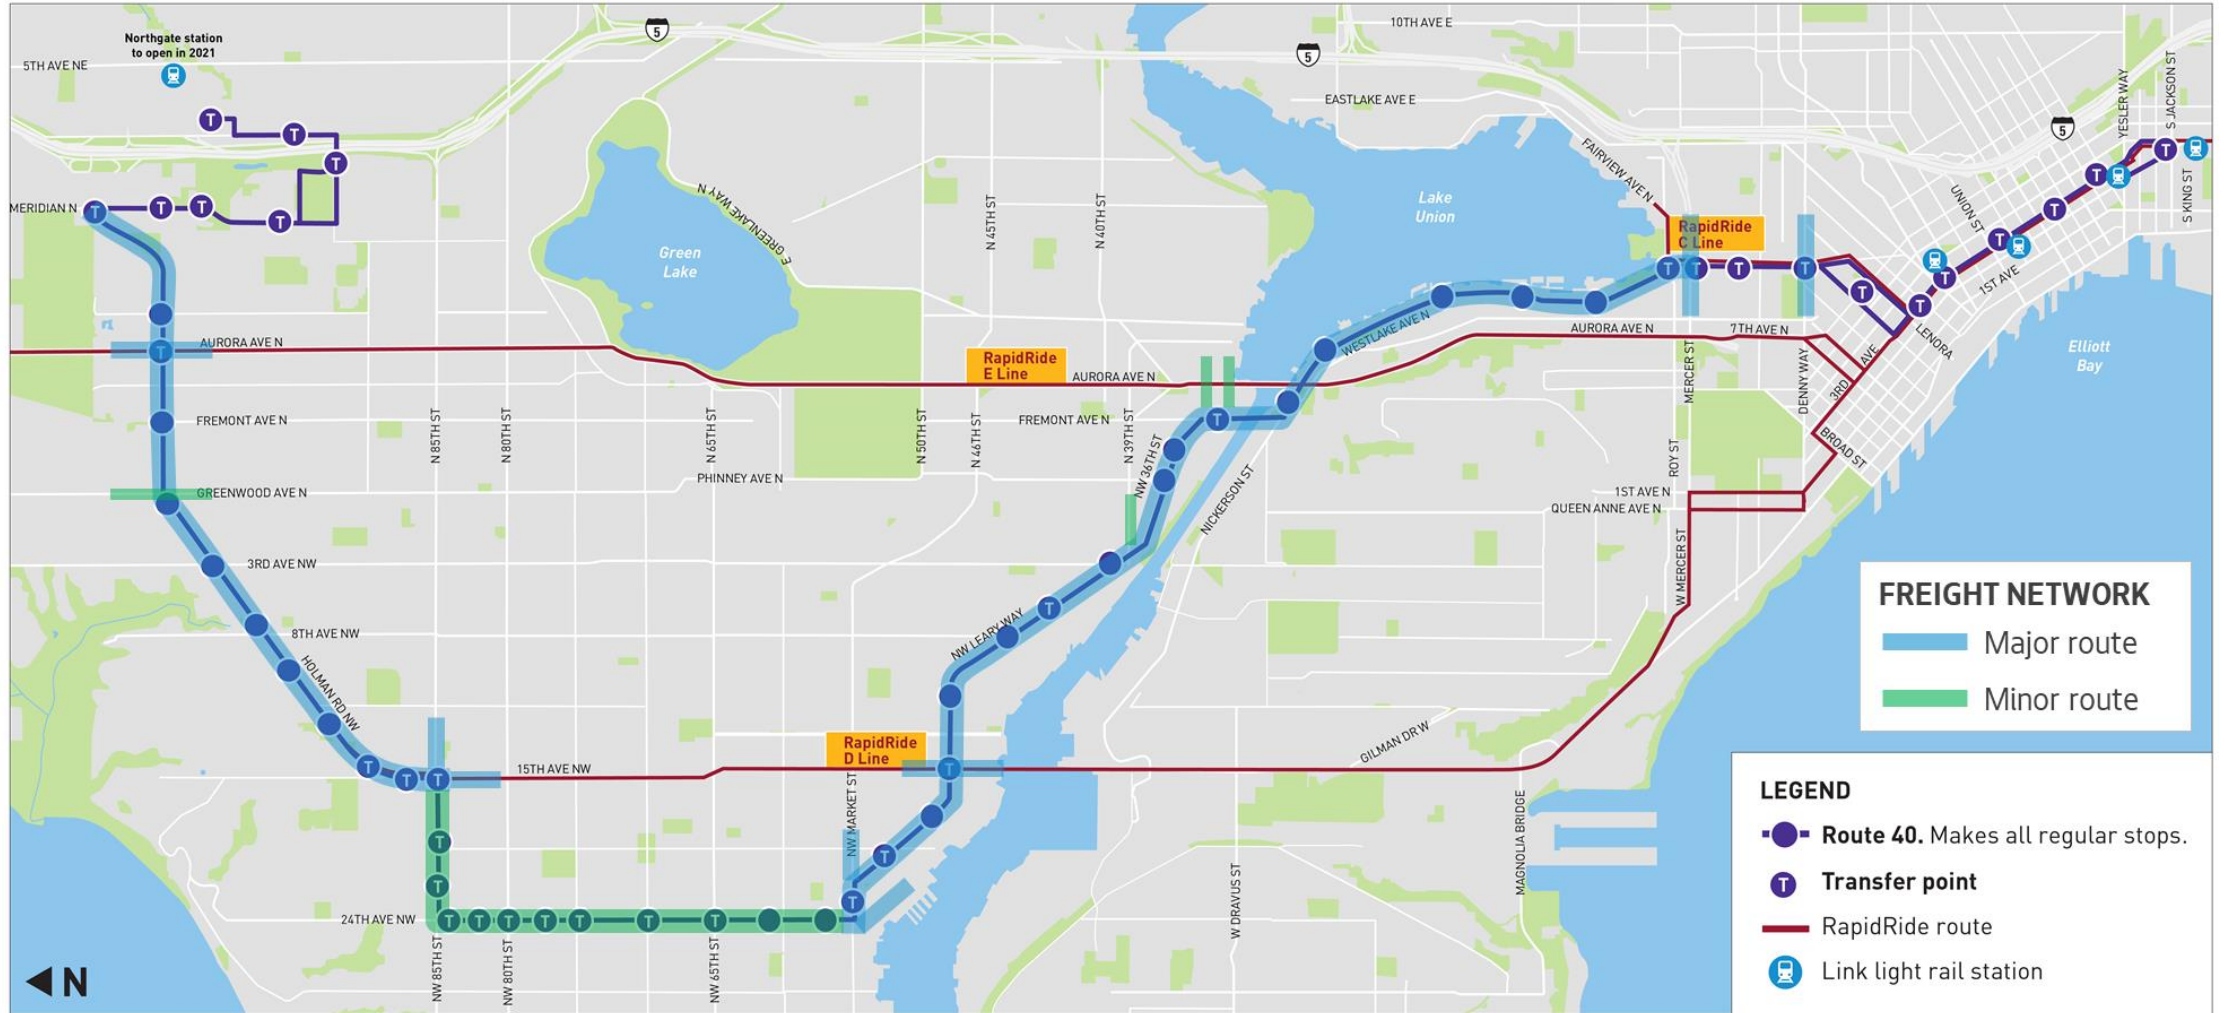 10TH AVE E
5
Northgate station
to open in 2021
5TH AVE NE
5
EASTLAKE AVE E
5
YESLER WAY
S JACKSON ST
T
T
T
FAIRVIEW AVE N
T
T
MERIDIAN N
T
T
T
T
N GREENLAKE WAY N
E GREENLAKE WAY N
N 45TH ST
N 40TH ST
Lake
Union
UNION ST
S KING ST
T
T
RapidRide
C Line
Green
Lake
T
T
T
T
T
T
T
1ST AVE
AURORA AVE N
T
WESTLAKE AVE N
AURORA AVE N
7TH AVE N
LENORA
RapidRide
E Line
AURORA AVE N
MERCER ST
DENNY WAY
3RD AVE
Elliott
Bay
FREMONT AVE N
N 85TH ST
N 80TH ST
N 65TH ST
N 50TH ST
N 46TH ST
FREMONT AVE N
N 39TH ST
T
NW 36TH ST
NICKERSON ST
ROY ST
BROAD ST
PHINNEY AVE N
GREENWOOD AVE N
1ST AVE N
QUEEN ANNE AVE N
3RD AVE NW
W MERCER ST
FREIGHT NETWORK
Major route
Minor route
T
8TH AVE NW
NW LEARY WAY
HOLMAN RD NW
RapidRide
D Line
GILMAN DR W
T
T
T
15TH AVE NW
T
NW MARKET ST
MAGNOLIA BRIDGE
LEGEND
Route 40. Makes all regular stops.
T
Transfer point
RapidRide route
Link light rail station
T
T
T
T
24TH AVE NW
T
T
T
T
T
T
T
W DRAVUS ST
NW 85TH ST
NW 80TH ST
NW 65TH ST
N